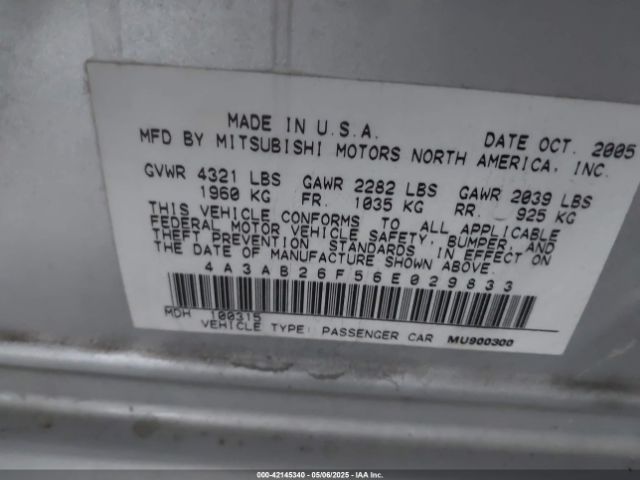 MADE IN U.S.A. DATE OCT. 2005
MFD BY MITSUBISHI MOTORS NORTH AMERICA, INC.
GVWR 4321 LBS GAWR 2282 LBS GAWR 2039 LBS
1960 KG FR. 1035 KG RR. 925 KG
THIS VEHICLE CONFORMS TO ALL APPLICABLE
FEDERAL MOTOR VEHICLE SAFETY, BUMPER, AND
THEFT PREVENTION STANDARDS IN EFFECT ON
THE DATE OF MANUFACTURE SHOWN ABOVE.
4A3AB26F56E029833
MDH 100315
VEHICLE TYPE: PASSENGER CAR MU900300
000-42145340 - 05/06/2025 - IAA Inc.